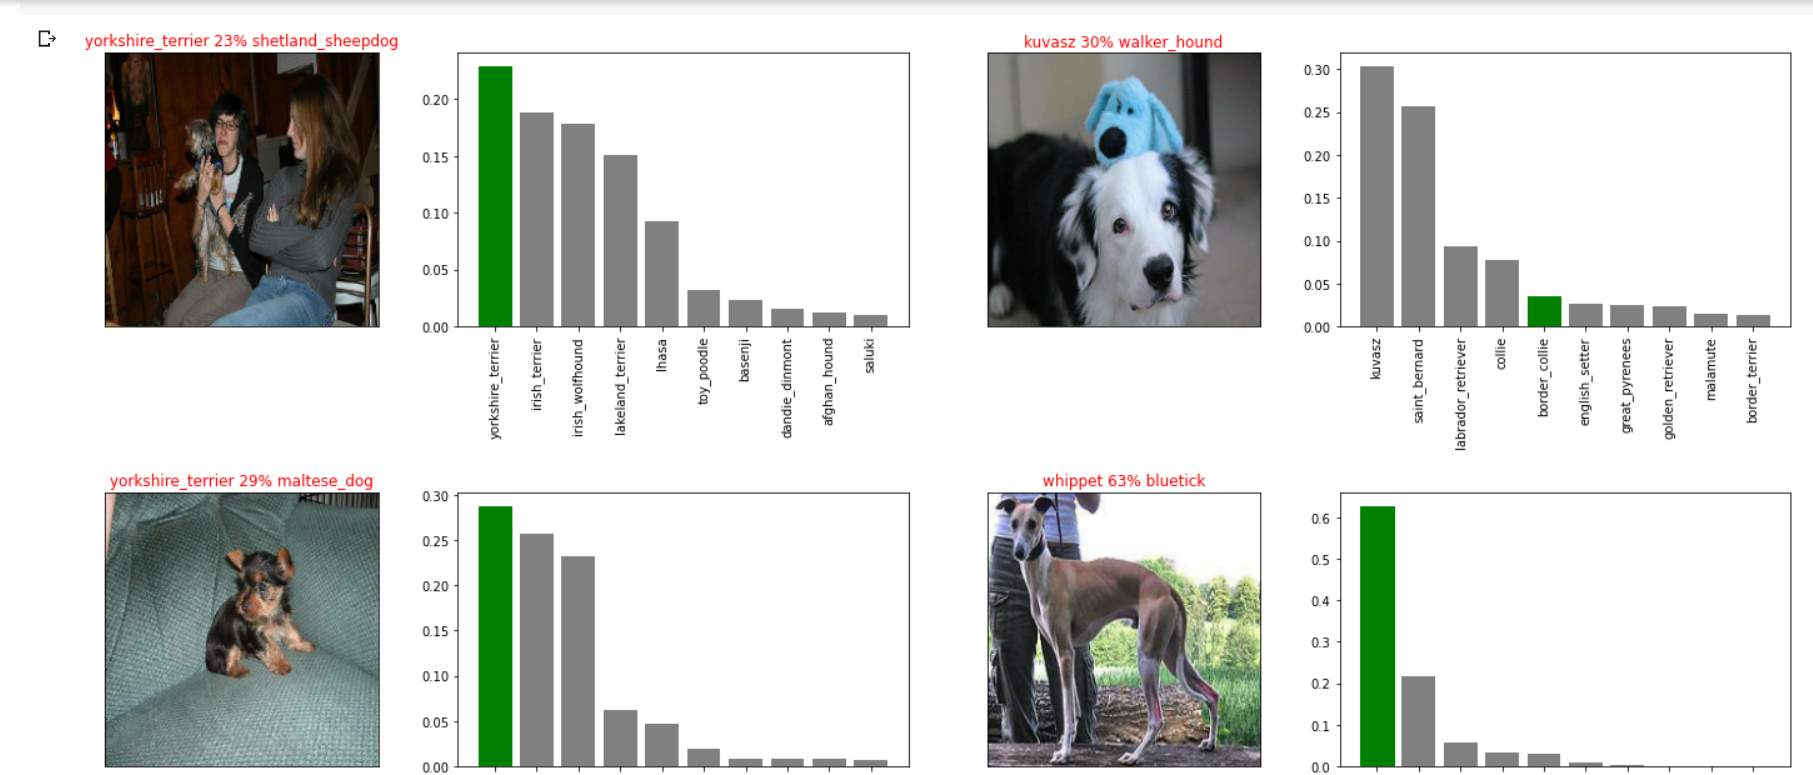 yorkshire_terrier 23% shetland_sheepdog
0.20
0.15
0.10
0.05
0.00
yorkshire_terrier
irish_terrier
irish_wolfhound
lakeland_terrier
lhasa
toy_poodle
basenji
dandie_dinmont
afghan_hound
saluki
kuvasz 30% walker_hound
0.30
0.25
0.20
0.15
0.10
0.05
0.00
kuvasz
saint_bernard
labrador_retriever
collie
border_collie
english_setter
great_pyrenees
golden_retriever
malamute
border_terrier
yorkshire_terrier 29% maltese_dog
0.30
0.25
0.20
0.15
0.10
0.05
0.00
whippet 63% bluetick
0.6
0.5
0.4
0.3
0.2
0.1
0.0